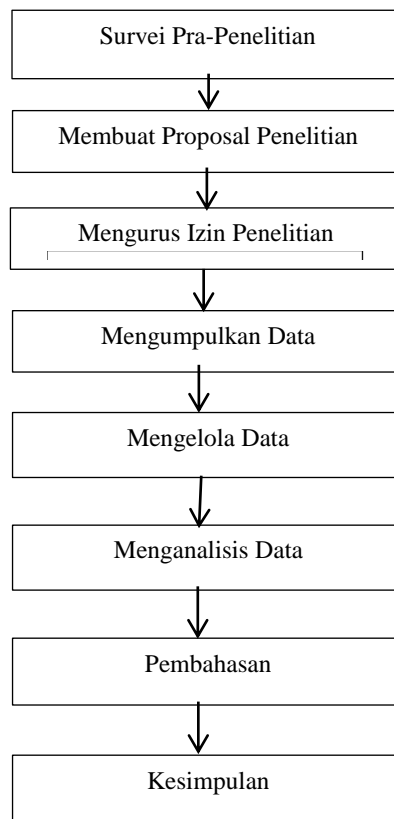 Survei Pra-Penelitian
Membuat Proposal Penelitian
Mengurus Izin Penelitian
Mengumpulkan Data
Mengelola Data
Menganalisis Data
Pembahasan
Kesimpulan